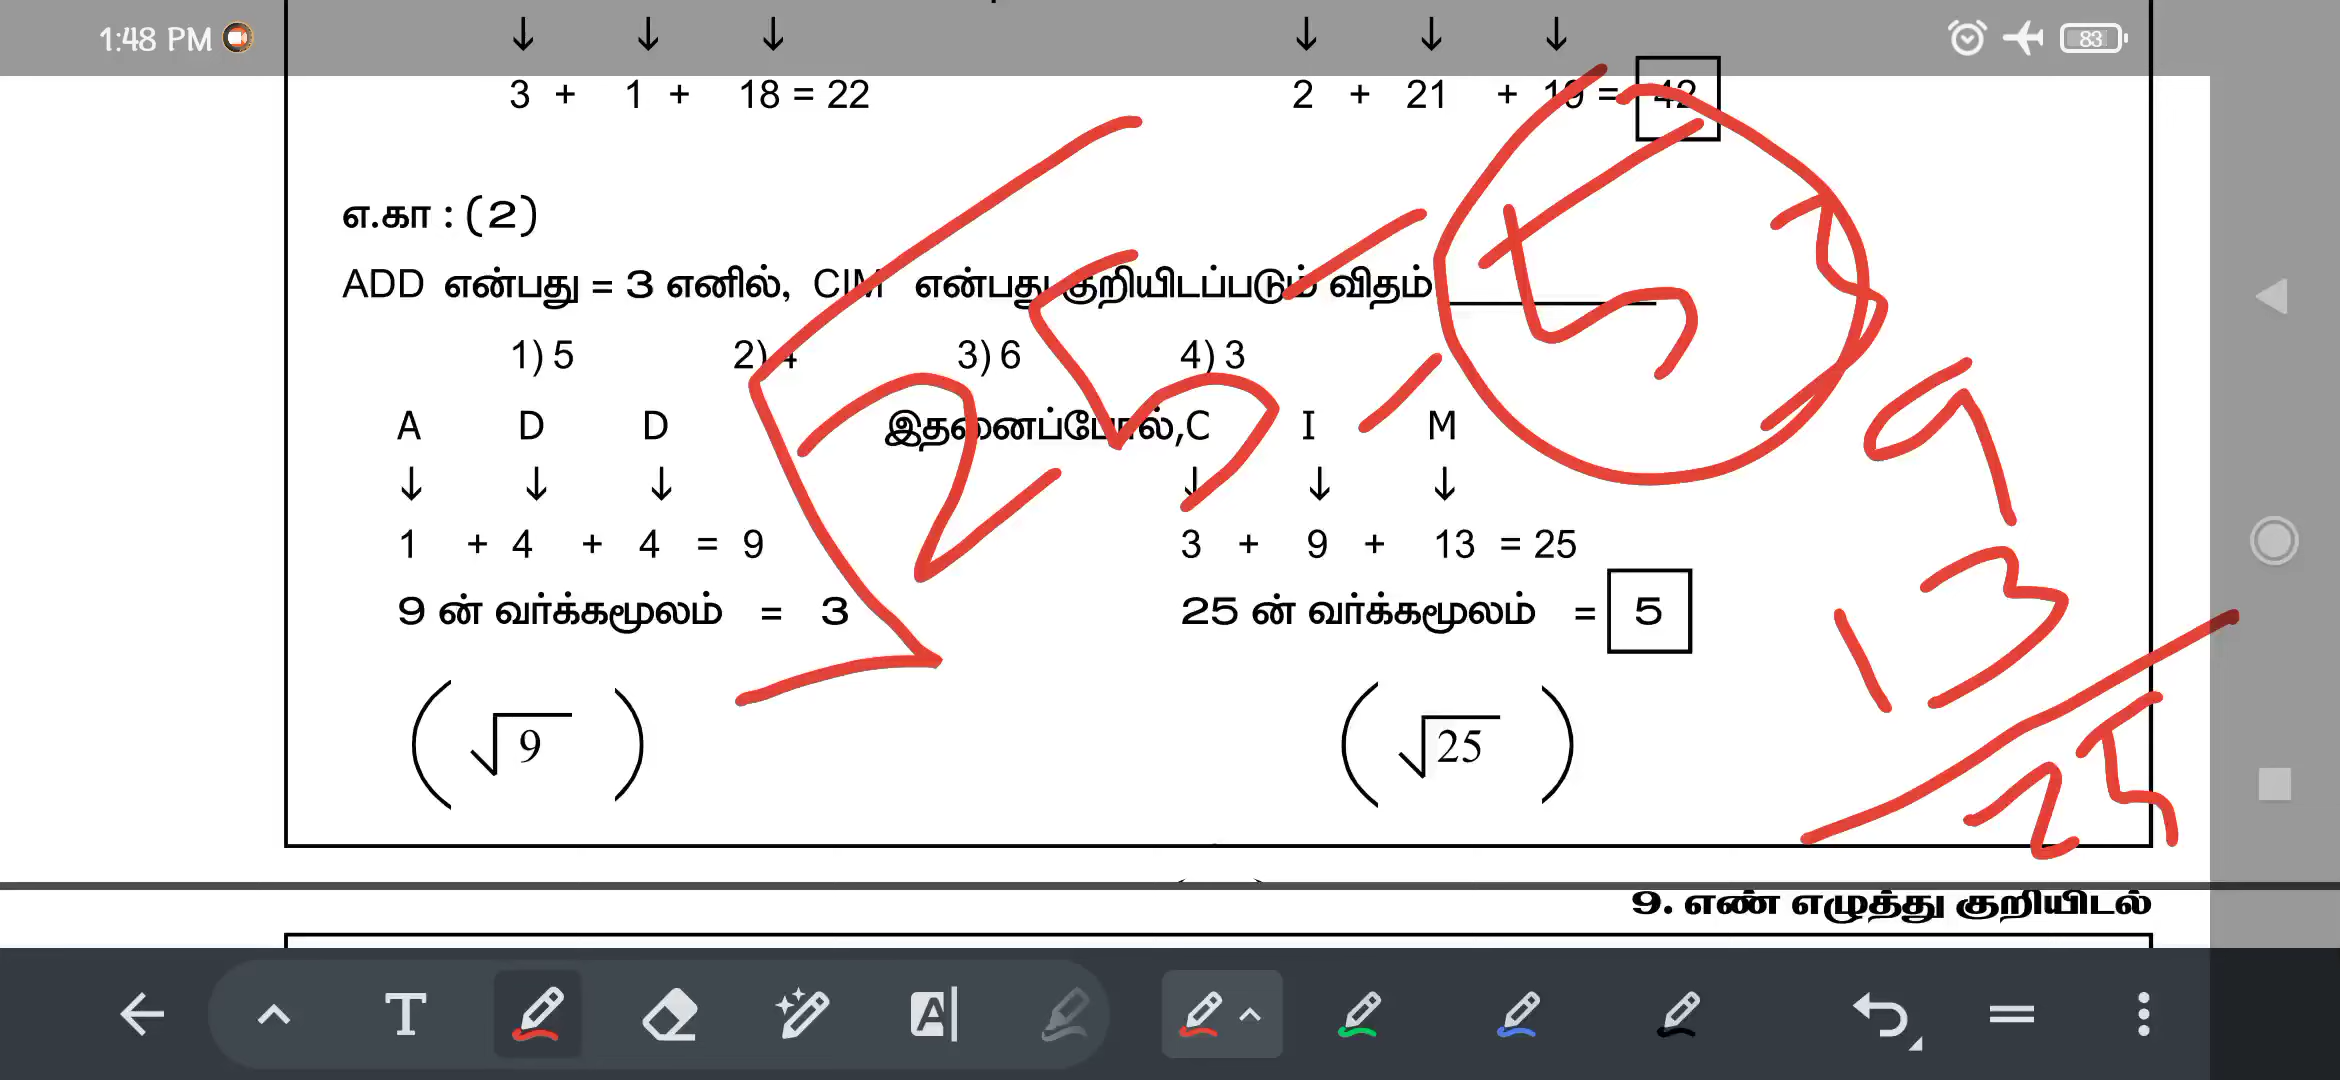 1:48 PM 83
3 + 1 + 18 = 22 2 + 21 + 19 = 42
எ.கா : (2)
ADD என்பது = 3 எனில், CIM என்பது குறியிடப்படும் விதம் ________
1) 5 2) 4 3) 6 4) 3
A D D இதனைப்போல், C I M
1 + 4 + 4 = 9 3 + 9 + 13 = 25
9 ன் வர்க்கமூலம் = 3 25 ன் வர்க்கமூலம் = 5
(√9) (√25)
25 = 5
3
9
13
25
9. எண் எழுத்து குறியிடல்
T A